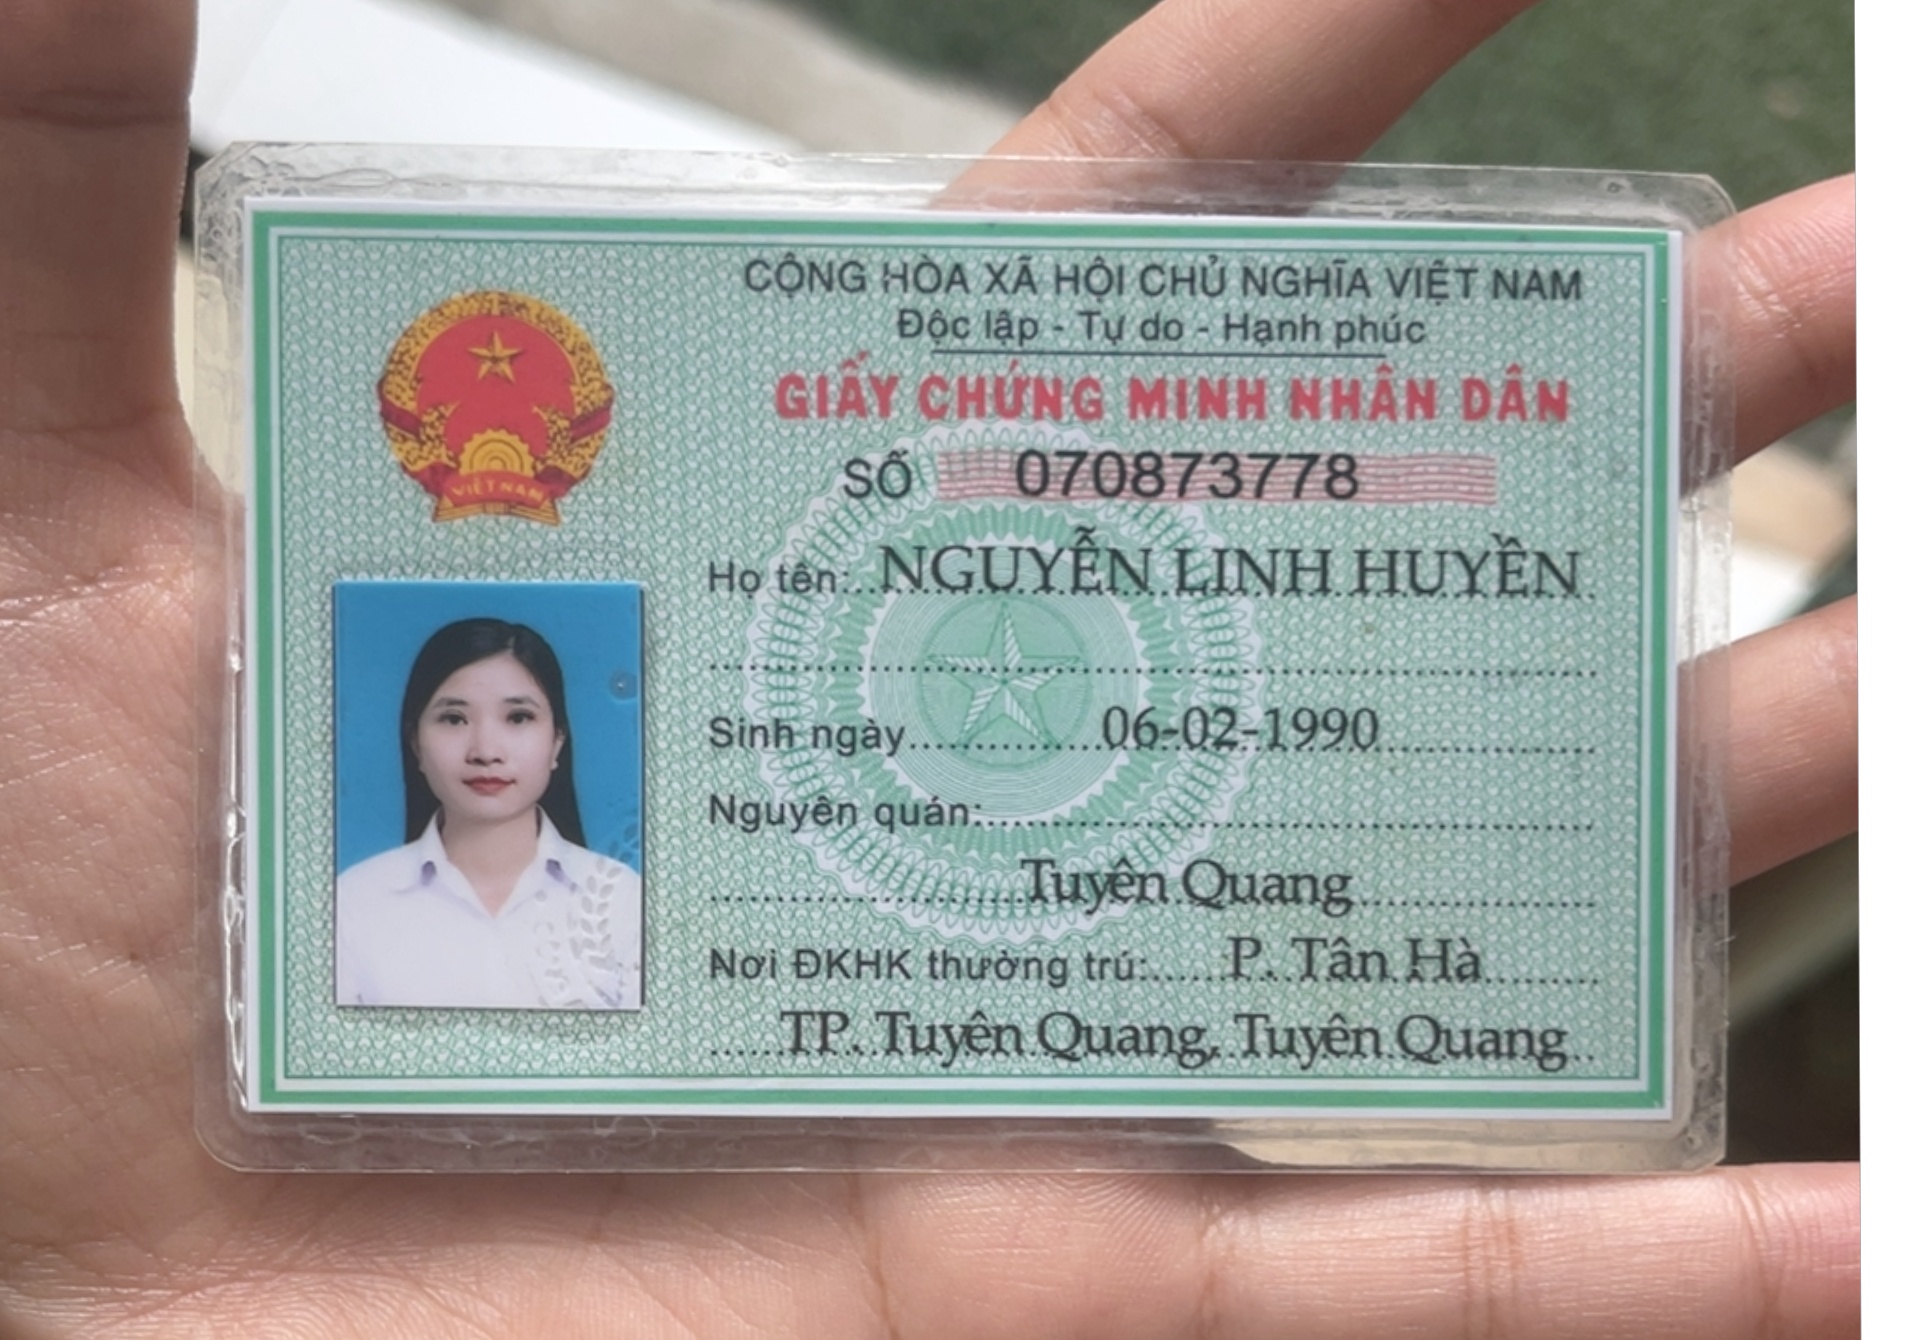 CỘNG HÒA XÃ HỘI CHỦ NGHĨA VIỆT NAM
Độc lập - Tự do - Hạnh phúc
GIẤY CHỨNG MINH NHÂN DÂN
SỐ 070873778
VIỆT NAM
Họ tên: NGUYỄN LINH HUYỀN
Sinh ngày 06-02-1990
Nguyên quán:
Tuyên Quang
Nơi ĐKHK thường trú: P. Tân Hà
TP. Tuyên Quang, Tuyên Quang